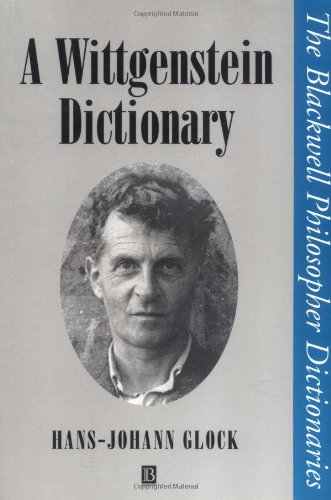 A Wittgenstein
Dictionary
HANS-JOHANN GLOCK
B
The Blackwell Philosopher Dictionaries